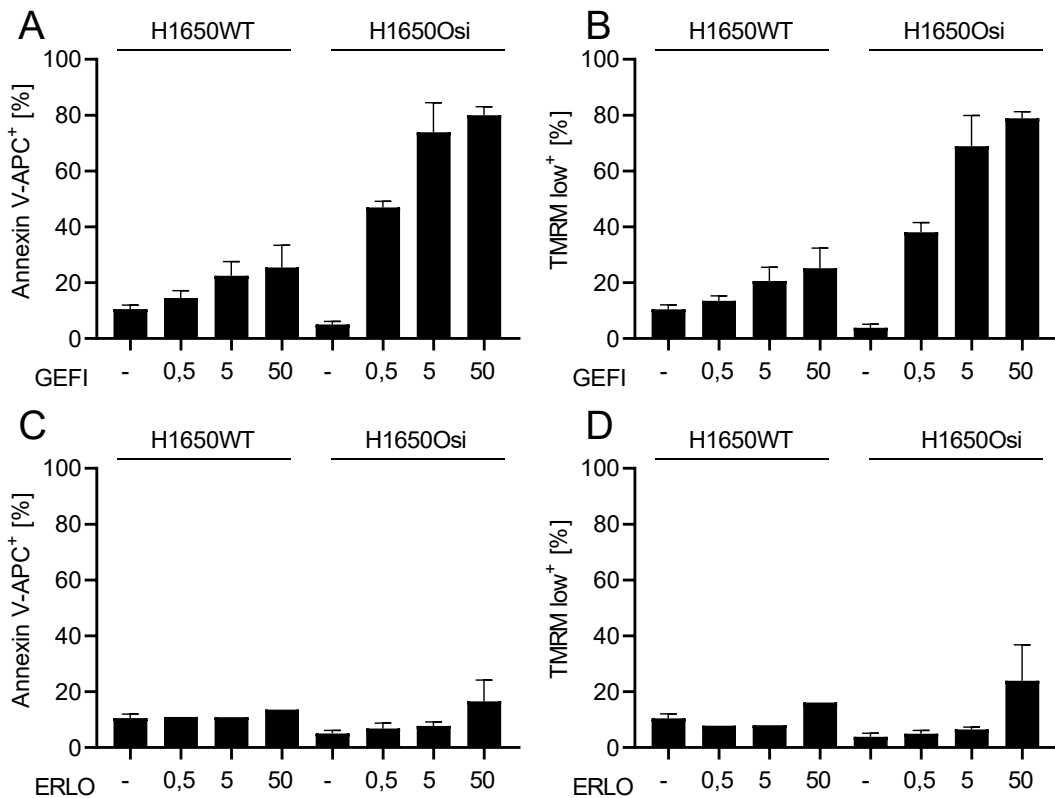 A
H1650WT H1650Osi
Annexin V-APC+ [%]
100
80
60
40
20
0
GEFI - 0,5 5 50 - 0,5 5 50
B
H1650WT H1650Osi
TMRM low+ [%]
100
80
60
40
20
0
GEFI - 0,5 5 50 - 0,5 5 50
C
H1650WT H1650Osi
Annexin V-APC+ [%]
100
80
60
40
20
0
ERLO - 0,5 5 50 - 0,5 5 50
D
H1650WT H1650Osi
TMRM low+ [%]
100
80
60
40
20
0
ERLO - 0,5 5 50 - 0,5 5 50